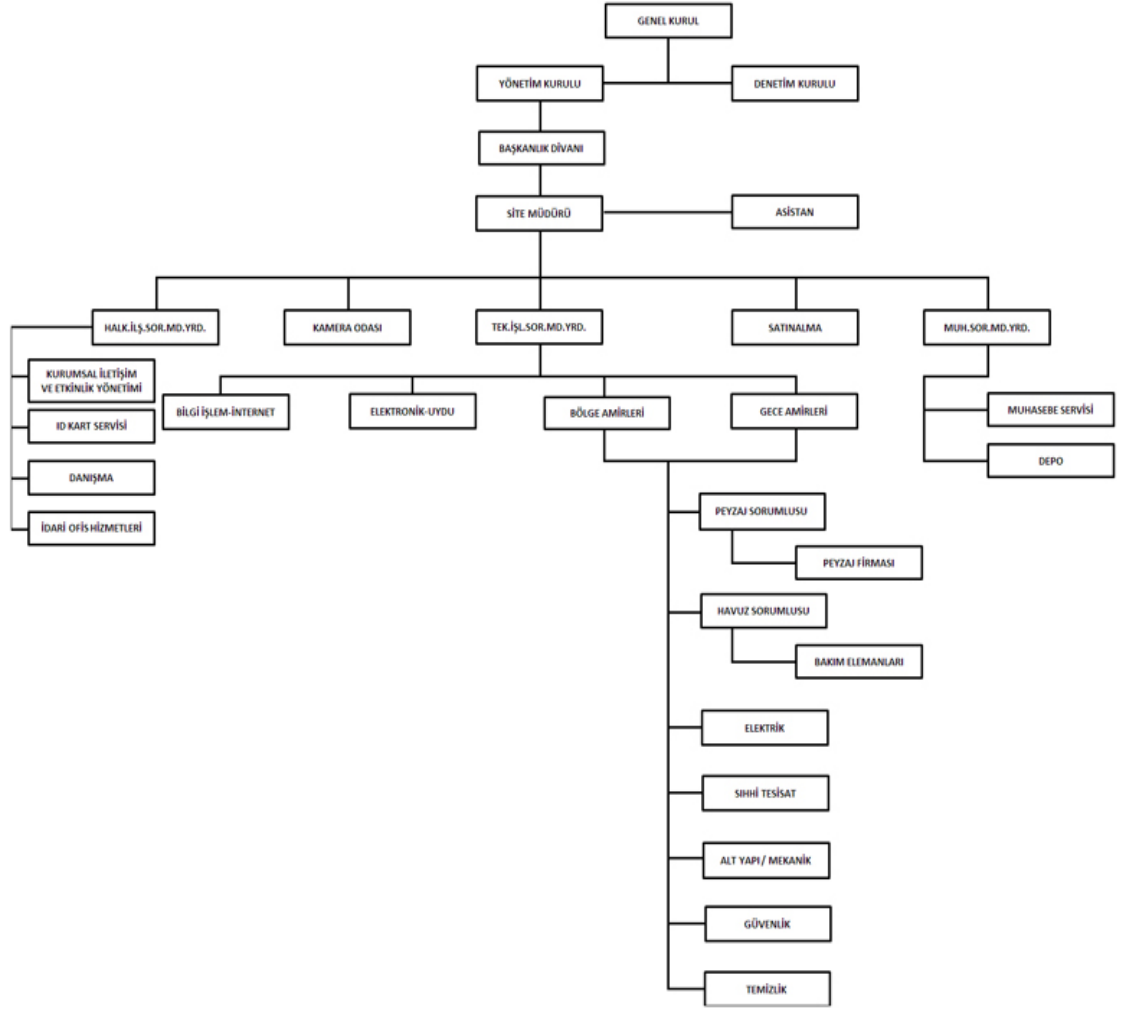 GENEL KURUL
YÖNETİM KURULU
DENETİM KURULU
BAŞKANLIK DİVANI
SİTE MÜDÜRÜ
ASİSTAN
HALK.İLŞ.SOR.MD.YRD.
KAMERA ODASI
TEK.İŞL.SOR.MD.YRD.
SATINALMA
MUH.SOR.MD.YRD.
KURUMSAL İLETİŞİM
VE ETKİNLİK YÖNETİMİ
ID KART SERVİSİ
DANIŞMA
İDARİ OFİS HİZMETLERİ
BİLGİ İŞLEM-İNTERNET
ELEKTRONİK-UYDU
BÖLGE AMİRLERİ
GECE AMİRLERİ
MUHASEBE SERVİSİ
DEPO
PEYZAJ SORUMLUSU
PEYZAJ FİRMASI
HAVUZ SORUMLUSU
BAKIM ELEMANLARI
ELEKTRİK
SIHHİ TESİSAT
ALT YAPI / MEKANİK
GÜVENLİK
TEMİZLİK